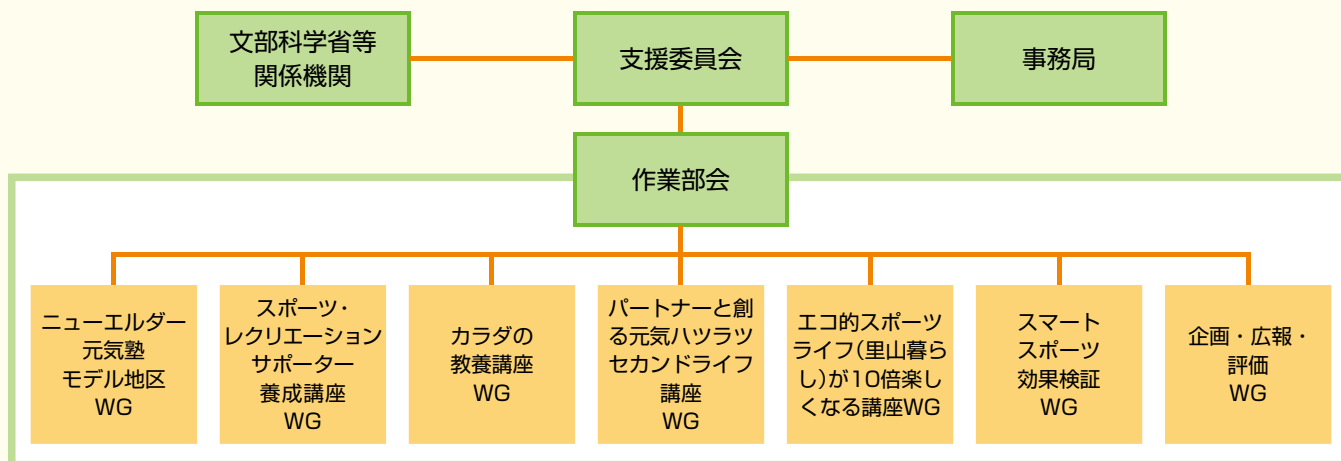 文部科学省等
関係機関
支援委員会
事務局
作業部会
ニューエルダー
元気塾
モデル地区
WG
スポーツ・
レクリエーション
サポーター
養成講座
WG
カラダの
教養講座
WG
パートナーと創
る元気ハツラツ
セカンドライフ
講座
WG
エコ的スポーツ
ライフ(里山暮ら
し)が10倍楽し
くなる講座WG
スマート
スポーツ
効果検証
WG
企画・広報・
評価
WG